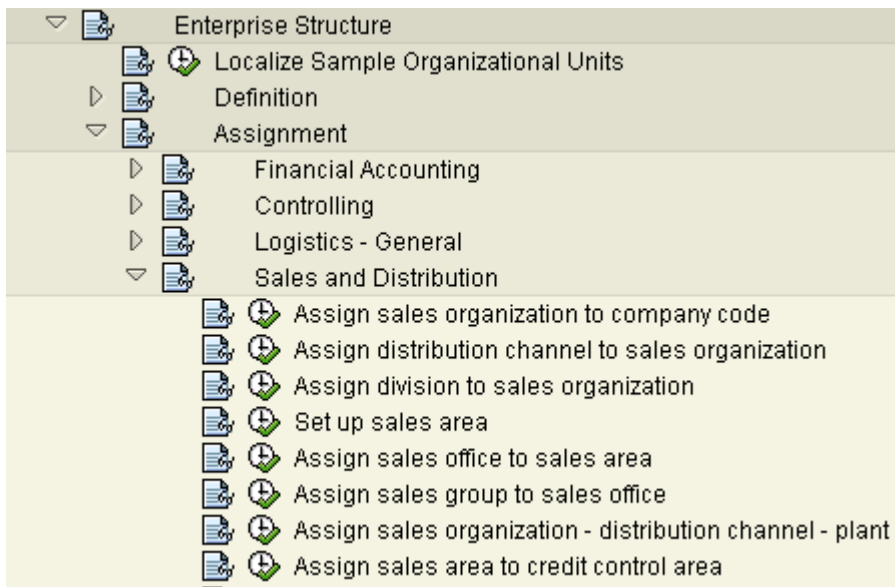 Enterprise Structure
Localize Sample Organizational Units
Definition
Assignment
Financial Accounting
Controlling
Logistics - General
Sales and Distribution
Assign sales organization to company code
Assign distribution channel to sales organization
Assign division to sales organization
Set up sales area
Assign sales office to sales area
Assign sales group to sales office
Assign sales organization - distribution channel - plant
Assign sales area to credit control area